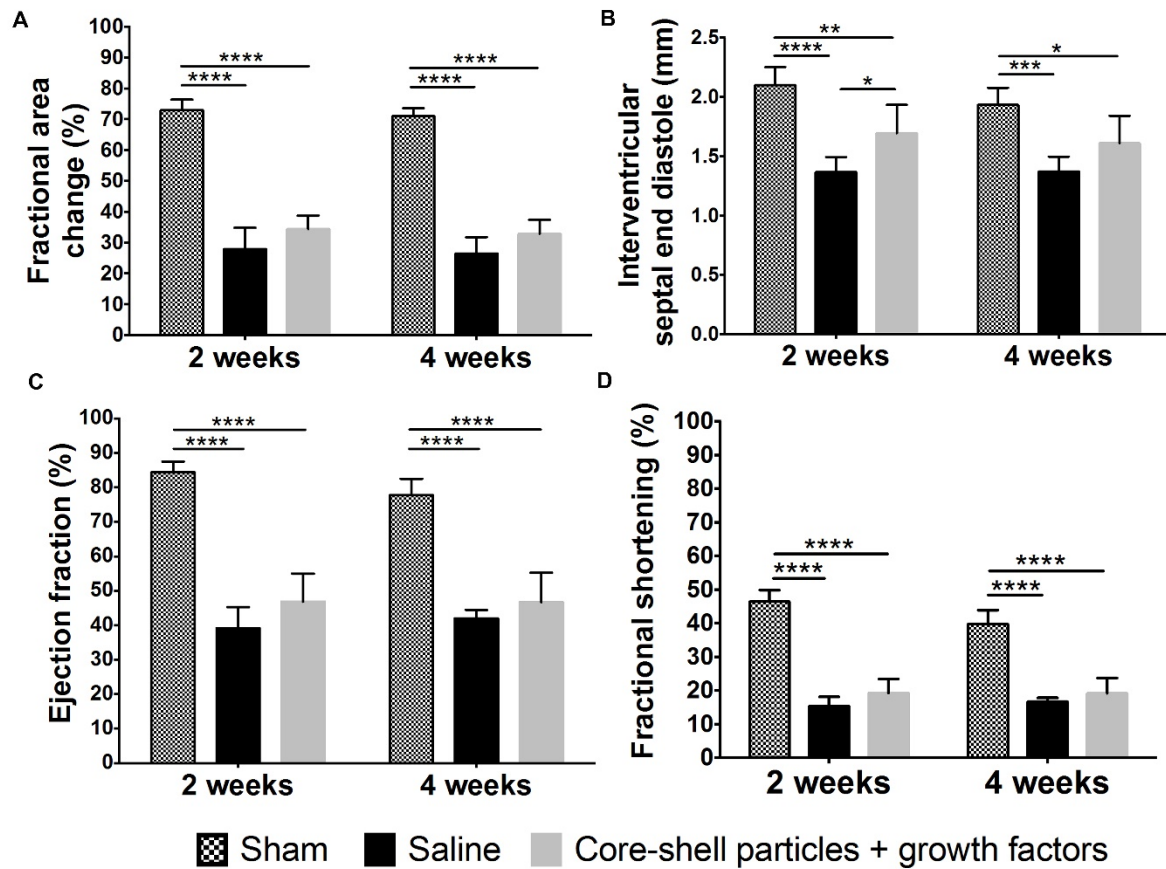 A
Fractional area
change (%)
100
90
80
70
60
50
40
30
20
10
0
****
****
****
****
2 weeks
4 weeks
B
Interventricular
septal end diastole (mm)
2.5
2.0
1.5
1.0
0.5
0.0
**
****
*
*
***
2 weeks
4 weeks
C
Ejection fraction (%)
100
90
80
70
60
50
40
30
20
10
0
****
****
****
****
2 weeks
4 weeks
D
Fractional shortening (%)
100
90
80
70
60
50
40
30
20
10
0
****
****
****
****
2 weeks
4 weeks
Sham
Saline
Core-shell particles + growth factors